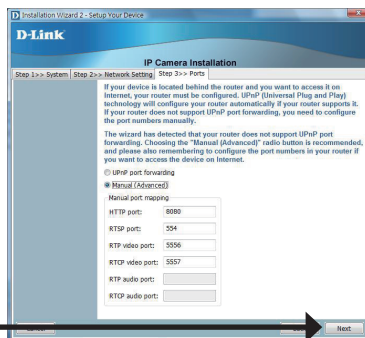 Installation Wizard 2 - Setup Your Device
D-Link
IP Camera Installation
Step 1>> System
Step 2>> Network Setting
Step 3>> Ports
If your device is located behind the router and you want to access it on
Internet, your router must be configured. UPnP (Universal Plug and Play)
technology will configure your router automatically if your router supports it.
If your router does not support UPnP port forwarding, you need to configure
the port numbers manually.
The wizard has detected that your router does not support UPnP port
forwarding. Choosing the "Manual (Advance)" radio button is recommended,
and please also remembering to configure the port numbers in your router if
you want to access the device on Internet.
UPnP port forwarding
Manual (Advanced)
Manual port mapping
HTTP port: 8080
RTSP port: 554
RTP video port: 5556
RTCP video port: 5557
RTP audio port:
RTCP audio port:
Next